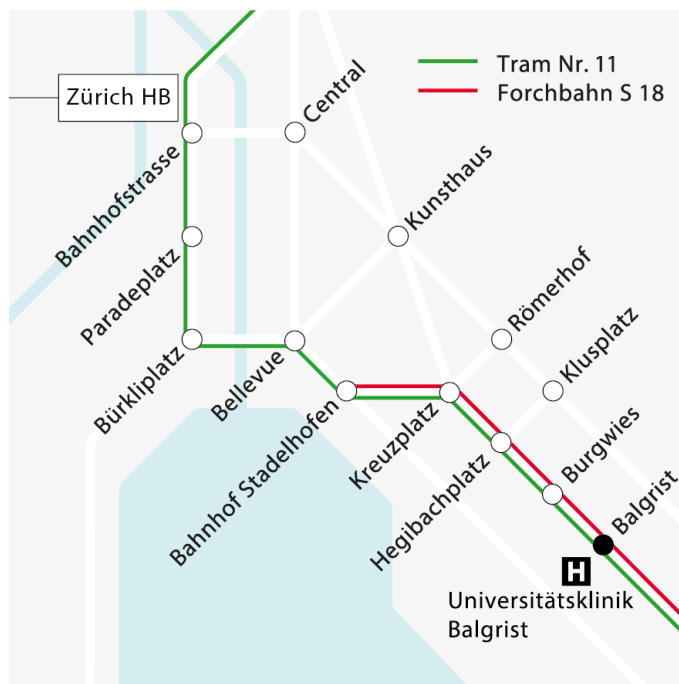 Tram Nr. 11
Forchbahn S 18
Zürich HB
Central
Bahnhofstrasse
Kunsthaus
Paradeplatz
Römerhof
Klusplatz
Bürkliplatz
Bellevue
Bahnhof Stadelhofen
Kreuzplatz
Hegibachplatz
Burgwies
Balgrist
H
Universitätsklinik
Balgrist